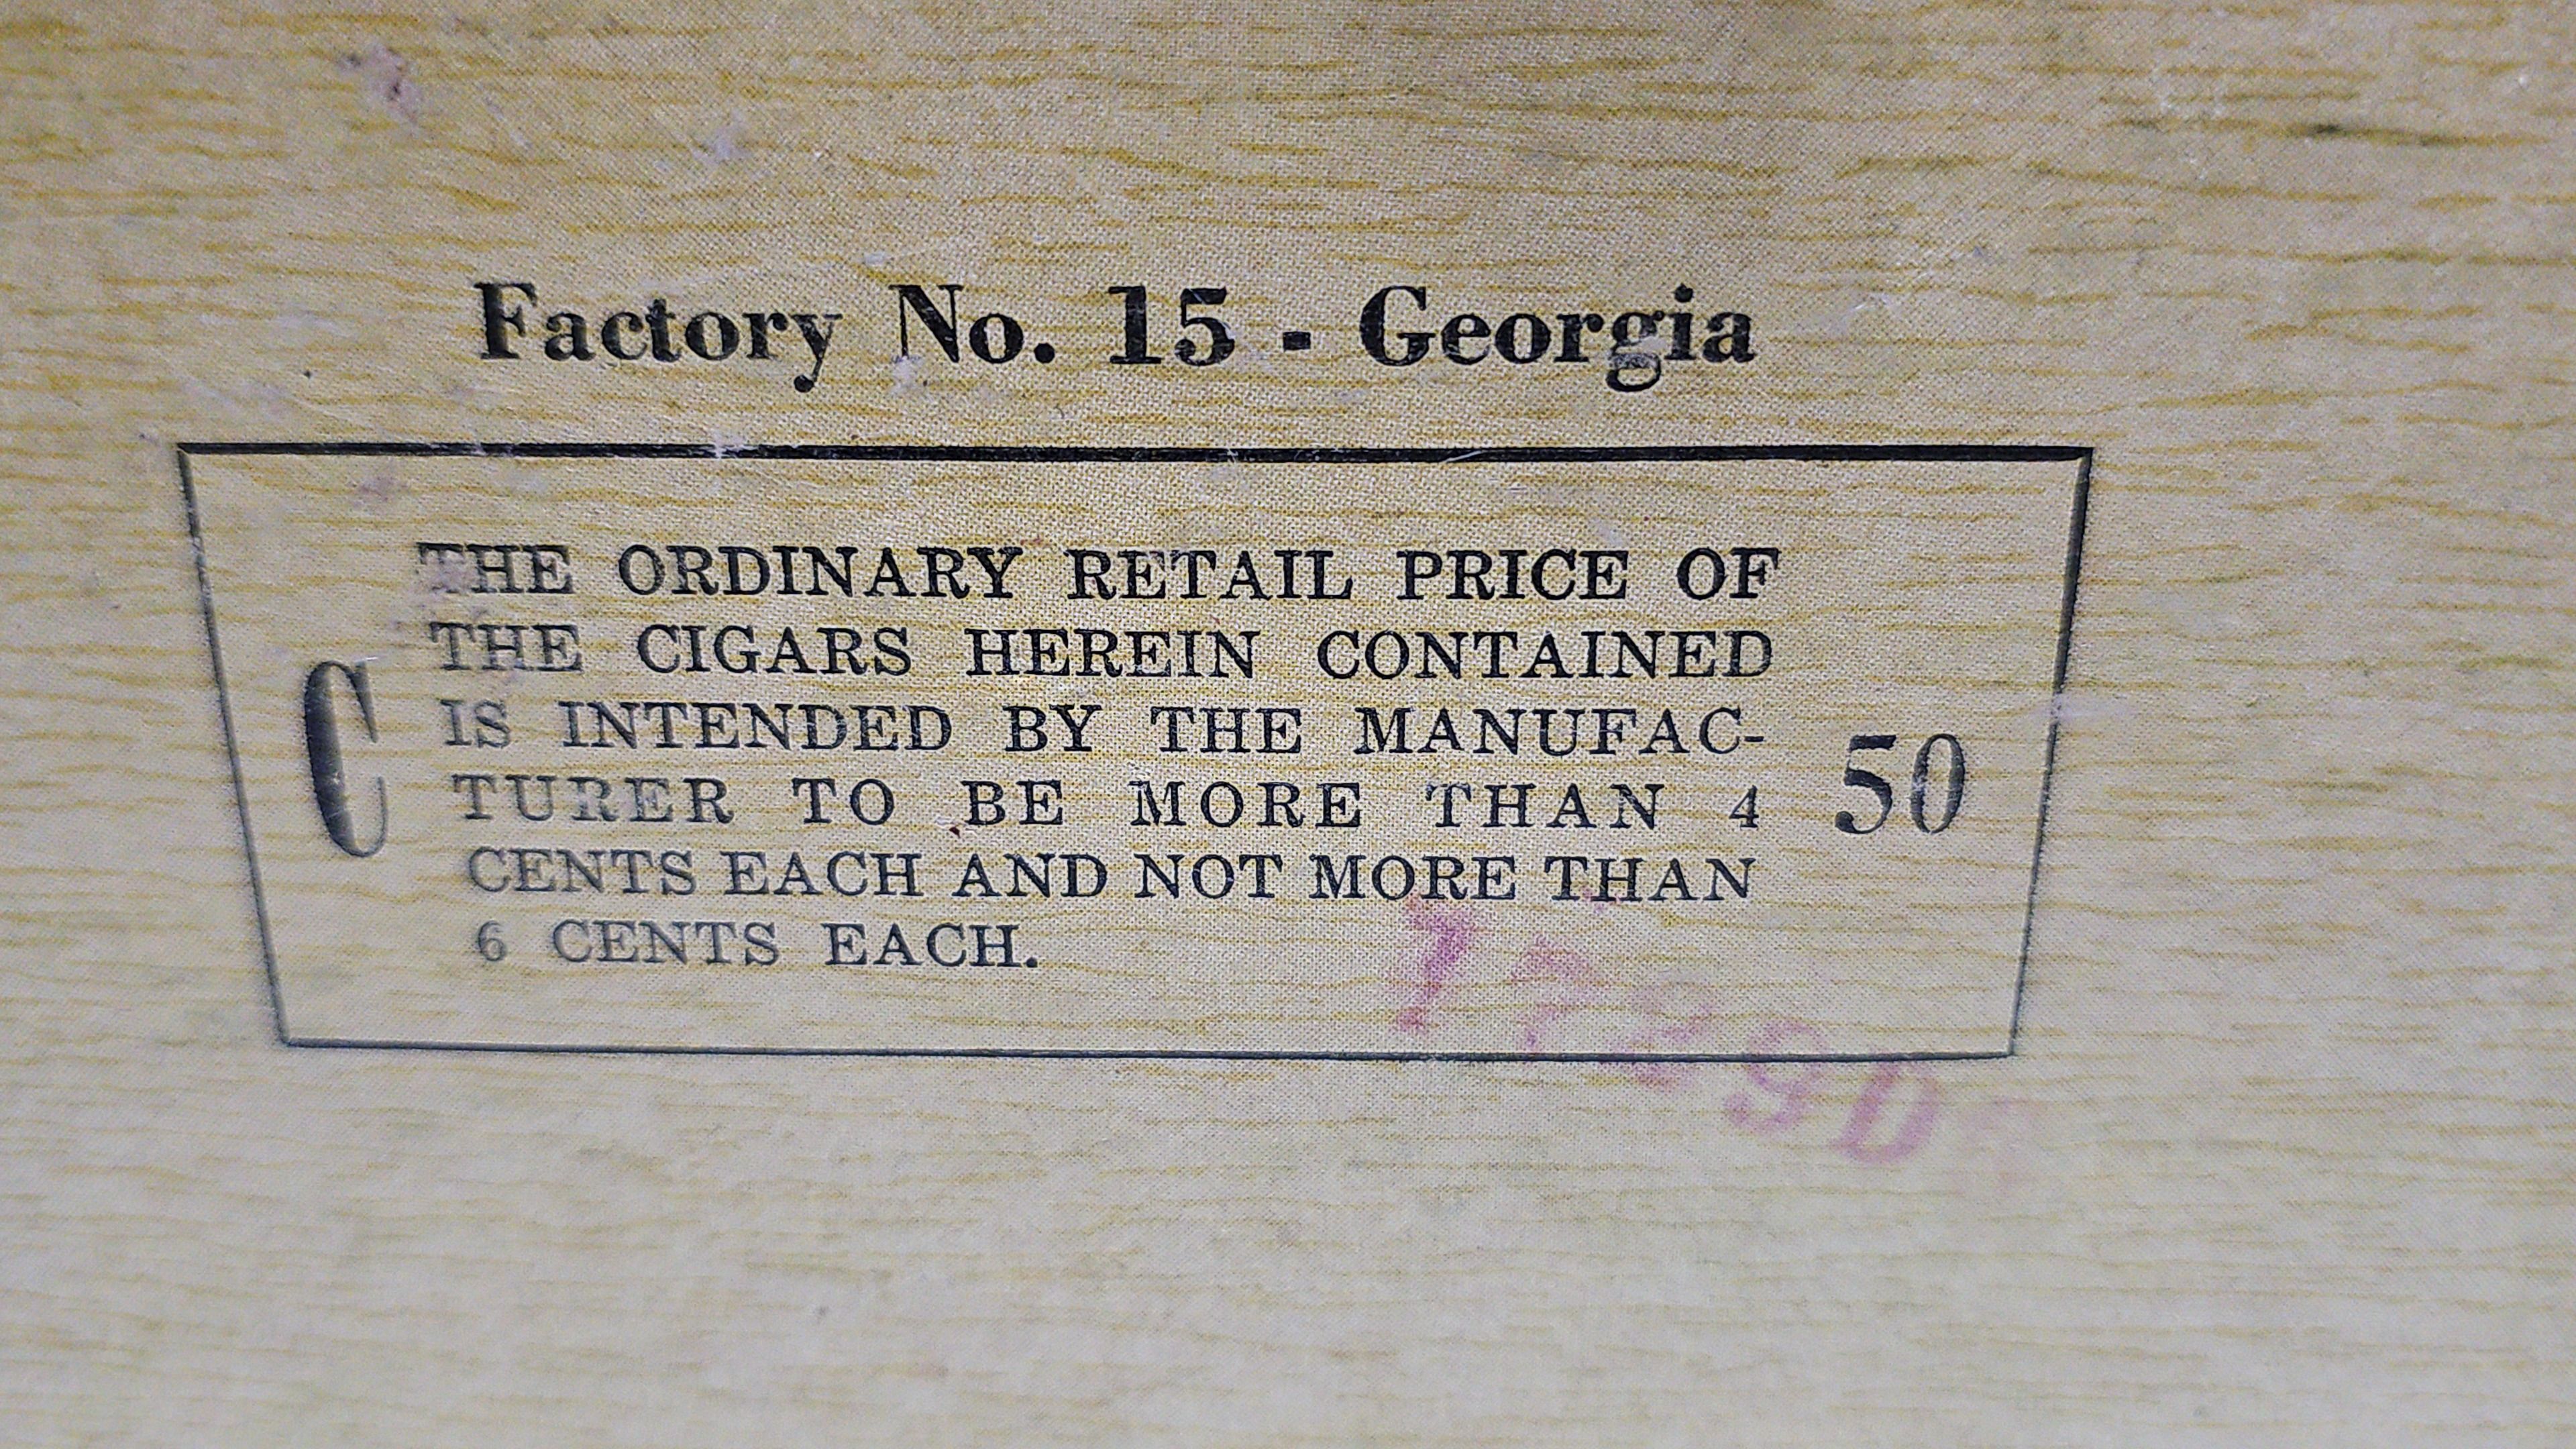 Factory No. 15 - Georgia
THE ORDINARY RETAIL PRICE OF
THE CIGARS HEREIN CONTAINED
IS INTENDED BY THE MANUFAC-
TURER TO BE MORE THAN 4
CENTS EACH AND NOT MORE THAN
6 CENTS EACH.
C
50